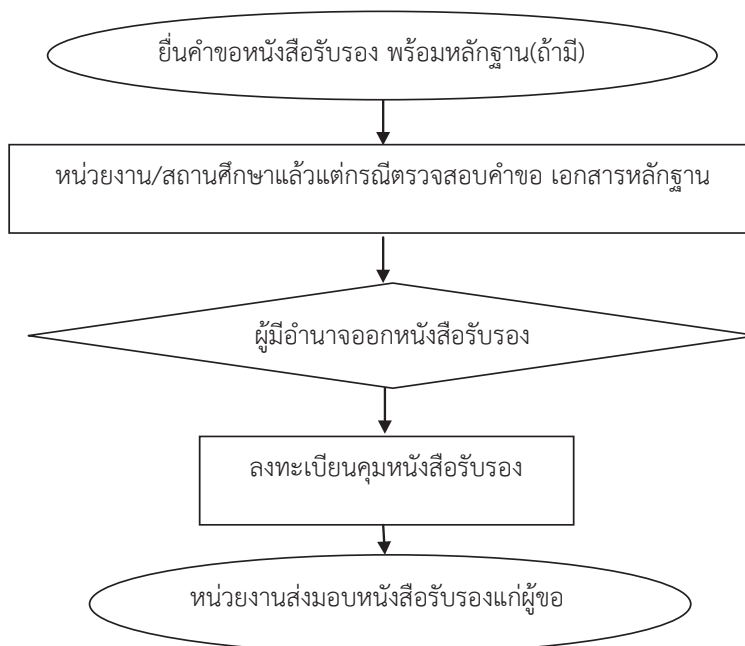 ยื่นคำขอหนังสือรับรอง พร้อมหลักฐาน(ถ้ามี)
หน่วยงาน/สถานศึกษาแล้วแต่กรณีตรวจสอบคำขอ เอกสารหลักฐาน
ผู้มีอำนาจออกหนังสือรับรอง
ลงทะเบียนคุมหนังสือรับรอง
หน่วยงานส่งมอบหนังสือรับรองแก่ผู้ขอ